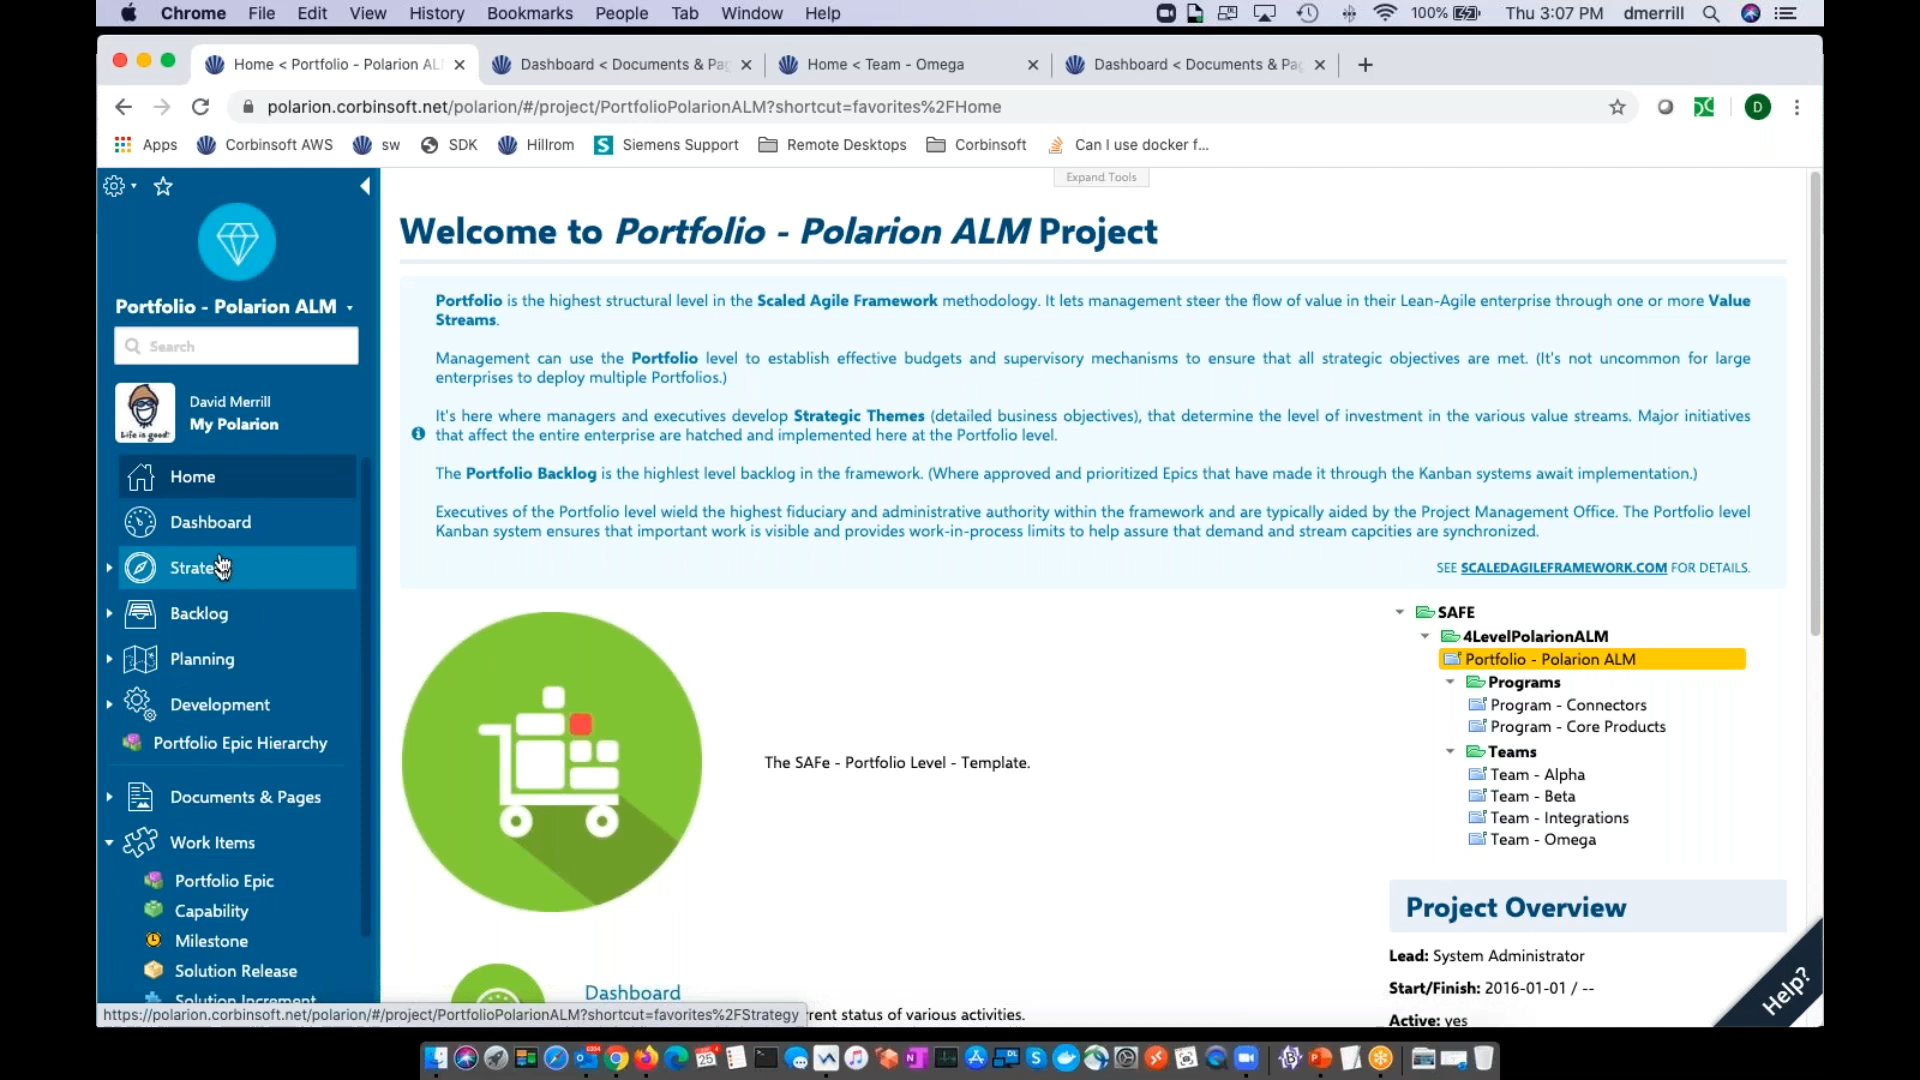 Chrome File Edit View History Bookmarks People Tab Window Help 100% Thu 3:07 PM dmerrill
Home < Portfolio - Polarion AL Dashboard < Documents & Pag Home < Team - Omega Dashboard < Documents & Pag
polarion.corbinsoft.net/polarion/#/project/PortfolioPolarionALM?shortcut=favorites%2FHome D
Apps Corbinsoft AWS sw SDK Hillrom Siemens Support Remote Desktops Corbinsoft Can I use docker f...
Expand Tools
Welcome to Portfolio - Polarion ALM Project
Portfolio - Polarion ALM
Search
Life is good!
David Merrill
My Polarion
Home
Dashboard
Strate
Backlog
Planning
Development
Portfolio Epic Hierarchy
Documents & Pages
Work Items
Portfolio Epic
Capability
Milestone
Solution Release
Solution Increment
Portfolio is the highest structural level in the Scaled Agile Framework methodology. It lets management steer the flow of value in their Lean-Agile enterprise through one or more Value
Streams.
Management can use the Portfolio level to establish effective budgets and supervisory mechanisms to ensure that all strategic objectives are met. (It's not uncommon for large
enterprises to deploy multiple Portfolios.)
It's here where managers and executives develop Strategic Themes (detailed business objectives), that determine the level of investment in the various value streams. Major initiatives
that affect the entire enterprise are hatched and implemented here at the Portfolio level.
The Portfolio Backlog is the highlest level backlog in the framework. (Where approved and prioritized Epics that have made it through the Kanban systems await implementation.)
Executives of the Portfolio level wield the highest fiduciary and administrative authority within the framework and are typically aided by the Project Management Office. The Portfolio level
Kanban system ensures that important work is visible and provides work-in-process limits to help assure that demand and stream capcities are synchronized.
SEE SCALEDAGILEFRAMEWORK.COM FOR DETAILS.
The SAFe - Portfolio Level - Template.
SAFE
4LevelPolarionALM
Portfolio - Polarion ALM
Programs
Program - Connectors
Program - Core Products
Teams
Team - Alpha
Team - Beta
Team - Integrations
Team - Omega
Project Overview
Lead: System Administrator
Start/Finish: 2016-01-01 / --
Active: yes
Dashboard
rrent status of various activities.
https://polarion.corbinsoft.net/polarion/#/project/PortfolioPolarionALM?shortcut=favorites%2FStrategy
Help?